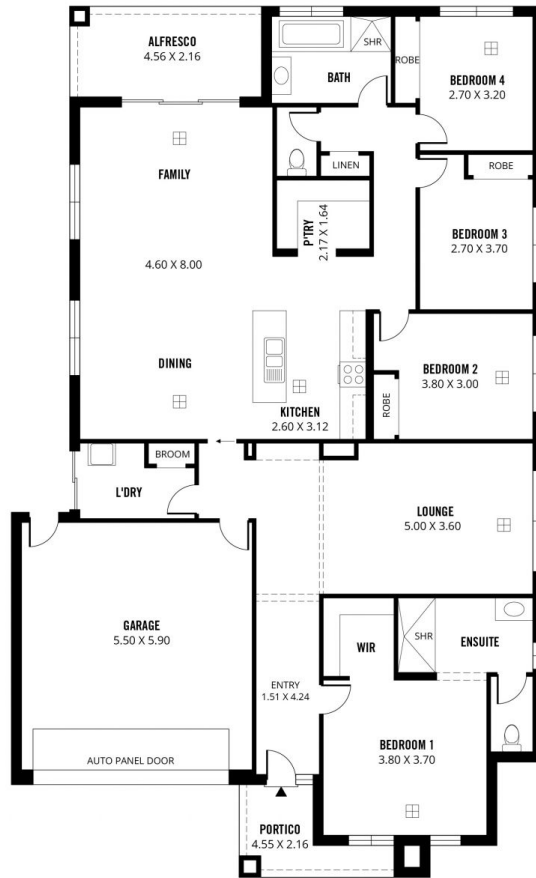 ALFRESCO
4.56 X 2.16
SHR
BATH
ROBE
BEDROOM 4
2.70 X 3.20
LINEN
ROBE
FAMILY
P'TRY
2.17 X 1.64
BEDROOM 3
2.70 X 3.70
4.60 X 8.00
DINING
KITCHEN
2.60 X 3.12
BEDROOM 2
3.80 X 3.00
ROBE
BROOM
L'DRY
LOUNGE
5.00 X 3.60
GARAGE
5.50 X 5.90
WIR
SHR
ENSUITE
ENTRY
1.51 X 4.24
BEDROOM 1
3.80 X 3.70
AUTO PANEL DOOR
PORTICO
4.55 X 2.16